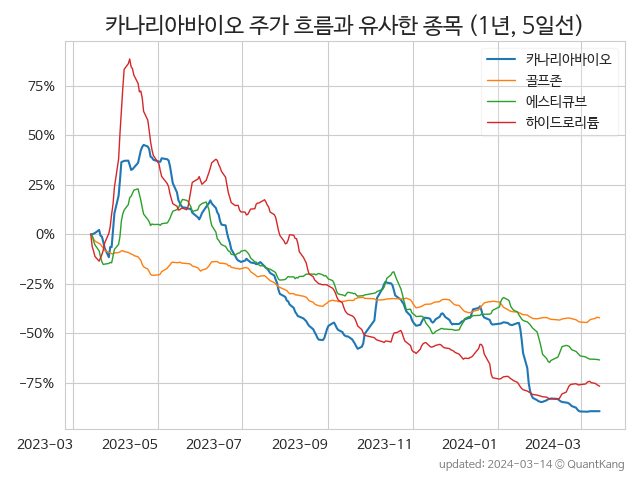 카나리아바이오 주가 흐름과 유사한 종목 (1년, 5일선)
카나리아바이오
골프존
에스티큐브
하이드로리튬
75%
50%
25%
0%
−25%
−50%
−75%
2023-03 2023-05 2023-07 2023-09 2023-11 2024-01 2024-03
updated: 2024-03-14 © QuantKang